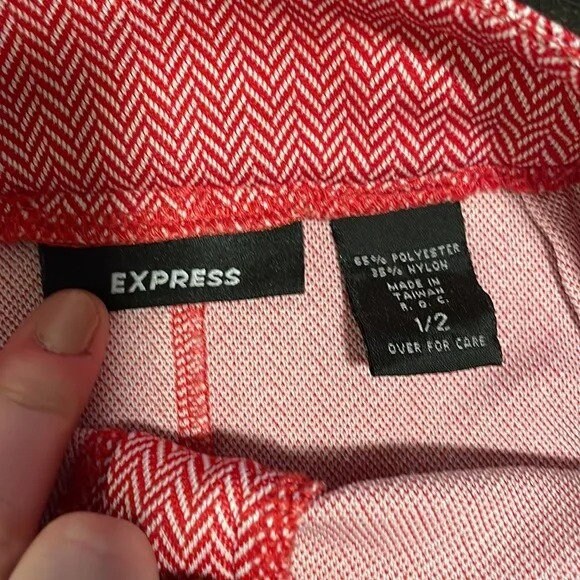 EXPRESS
65% POLYESTER
35% NYLON
MADE IN
TAIWAN
R. O. C.
1/2
OVER FOR CARE